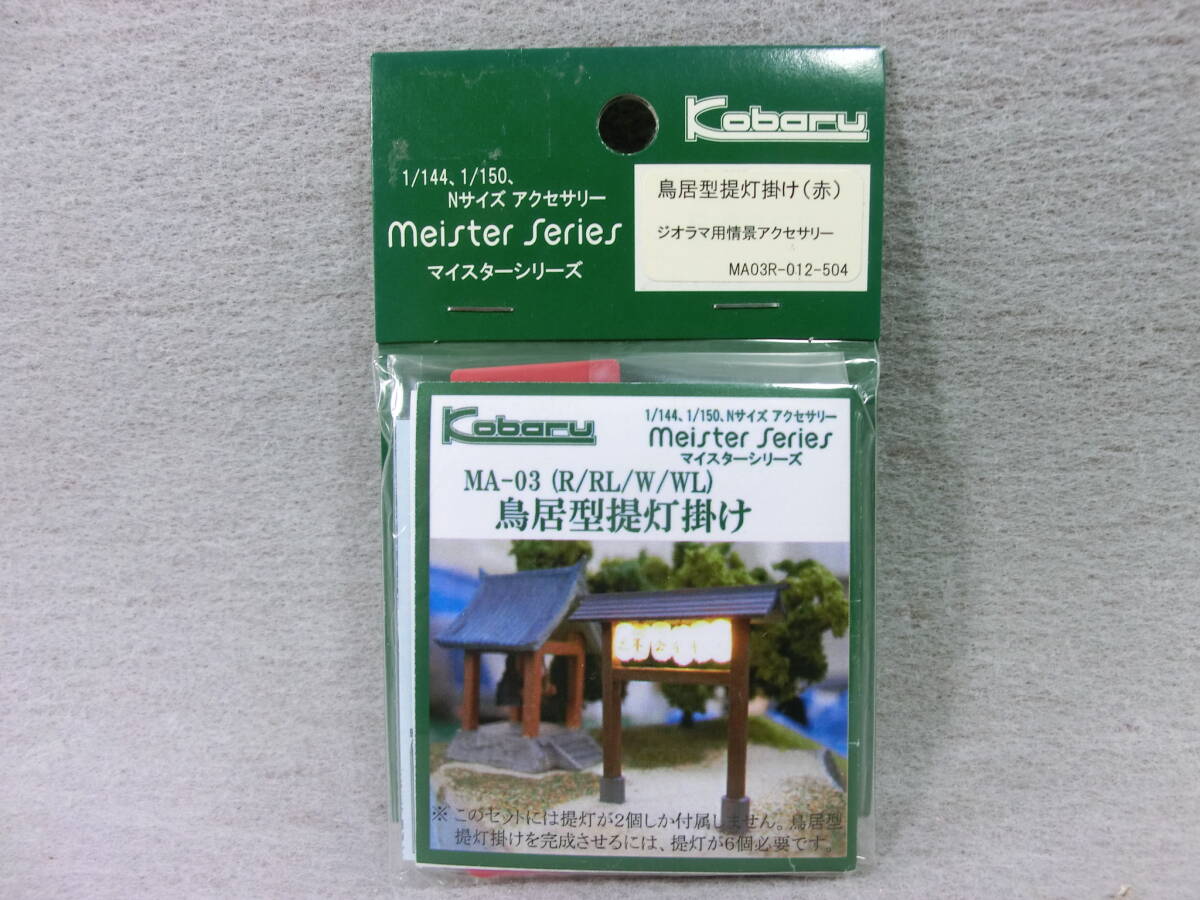 Kobaru
1/144、1/150、
Nサイズ アクセサリー
Meister Series
マイスターシリーズ
鳥居型提灯掛け(赤)
ジオラマ用情景アクセサリー
MA03R-012-504
Kobaru
1/144、1/150、Nサイズ アクセサリー
Meister Series
マイスターシリーズ
MA-03 (R/RL/W/WL)
鳥居型提灯掛け
※このセットには提灯が2個しか付属しません。鳥居型
提灯掛けを完成させるには、提灯が6個必要です。